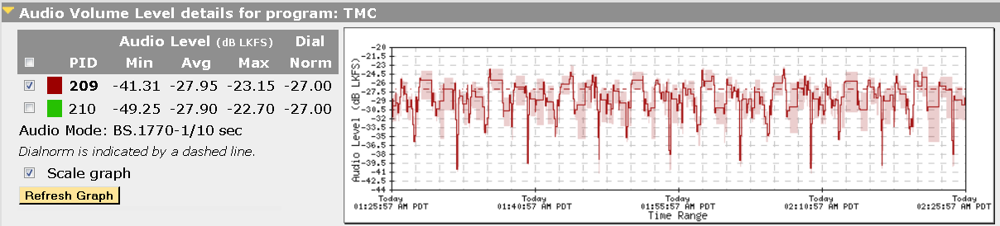 Audio Volume Level details for program: TMC
Audio Level (dB LKFS) Dial
PID Min Avg Max Norm
209 -41.31 -27.95 -23.15 -27.00
210 -49.25 -27.90 -22.70 -27.00
Audio Mode: BS.1770-1/10 sec
Dialnorm is indicated by a dashed line.
Scale graph
Refresh Graph
Audio Level (dB LKFS)
-20
-21.5
-23
-24.5
-26
-27.5
-29
-30.5
-32
-33.5
-35
-36.5
-38
-39.5
-41
-42.5
-44
Today Today Today Today Today
01:25:57 AM PDT 01:40:57 AM PDT 01:55:57 AM PDT 02:10:57 AM PDT 02:25:57 AM PDT
Time Range